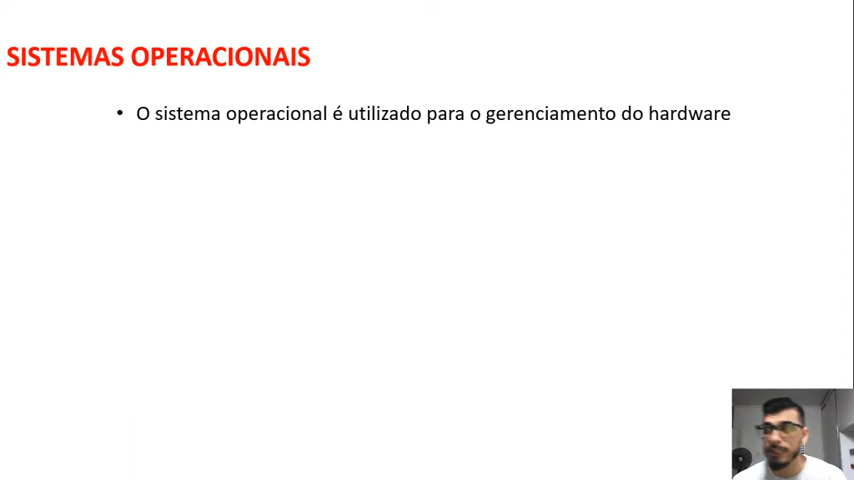 SISTEMAS OPERACIONAIS
• O sistema operacional é utilizado para o gerenciamento do hardware